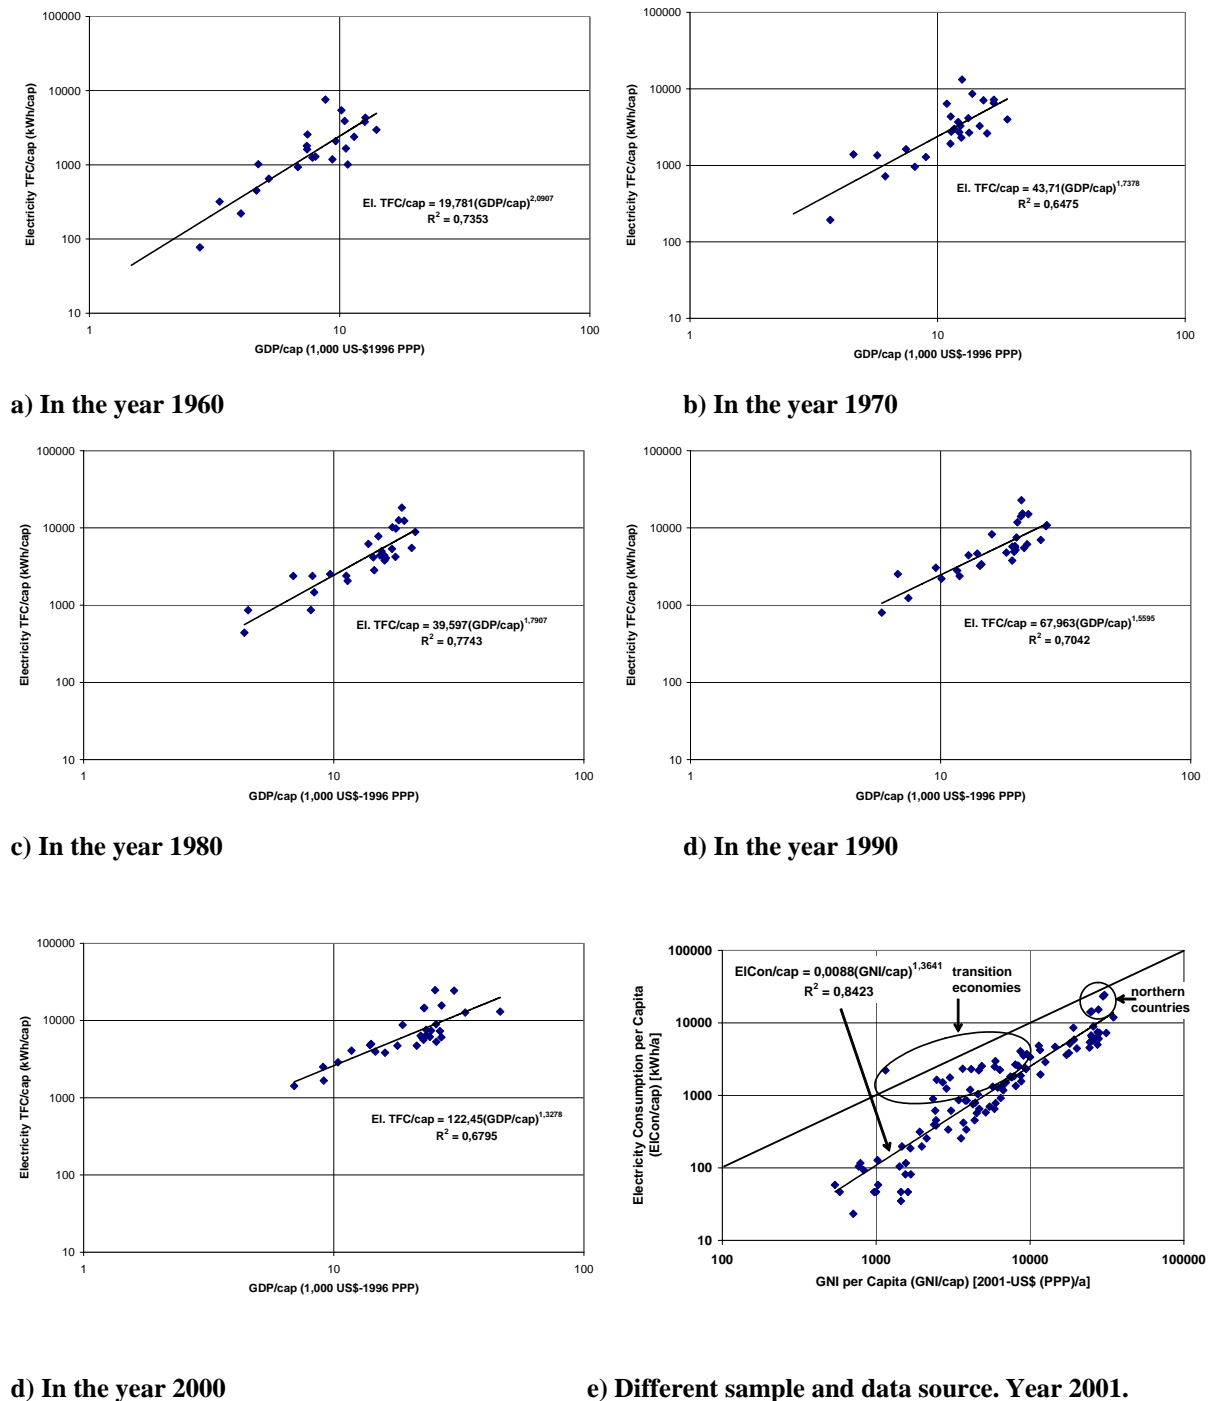 100000
10000
1000
100
10
1
10
100
Electricity TFC/cap (kWh/cap)
El. TFC/cap = 19,781(GDP/cap)^2,0907
R² = 0,7353
GDP/cap (1,000 US-$1996 PPP)
a) In the year 1960
100000
10000
1000
100
10
1
10
100
Electricity TFC/cap (kWh/cap)
El. TFC/cap = 43,71(GDP/cap)^1,7378
R² = 0,6475
GDP/cap (1,000 US$-1996 PPP)
b) In the year 1970
100000
10000
1000
100
10
1
10
100
Electricity TFC/cap (kWh/cap)
El. TFC/cap = 39,597(GDP/cap)^1,7907
R² = 0,7743
GDP/cap (1,000 US$-1996 PPP)
c) In the year 1980
100000
10000
1000
100
10
1
10
100
Electricity TFC/cap (kWh/cap)
El. TFC/cap = 67,963(GDP/cap)^1,5595
R² = 0,7042
GDP/cap (1,000 US$-1996 PPP)
d) In the year 1990
100000
10000
1000
100
10
1
10
100
Electricity TFC/cap (kWh/cap)
El. TFC/cap = 122,45(GDP/cap)^1,3278
R² = 0,6795
GDP/cap (1,000 US$-1996 PPP)
d) In the year 2000
100000
10000
1000
100
10
100
1000
10000
100000
Electricity Consumption per Capita
(ElCon/cap) [kWh/a]
ElCon/cap = 0,0088(GNI/cap)^1,3641
R² = 0,8423
transition
economies
northern
countries
GNI per Capita (GNI/cap) [2001-US$ (PPP)/a]
e) Different sample and data source. Year 2001.